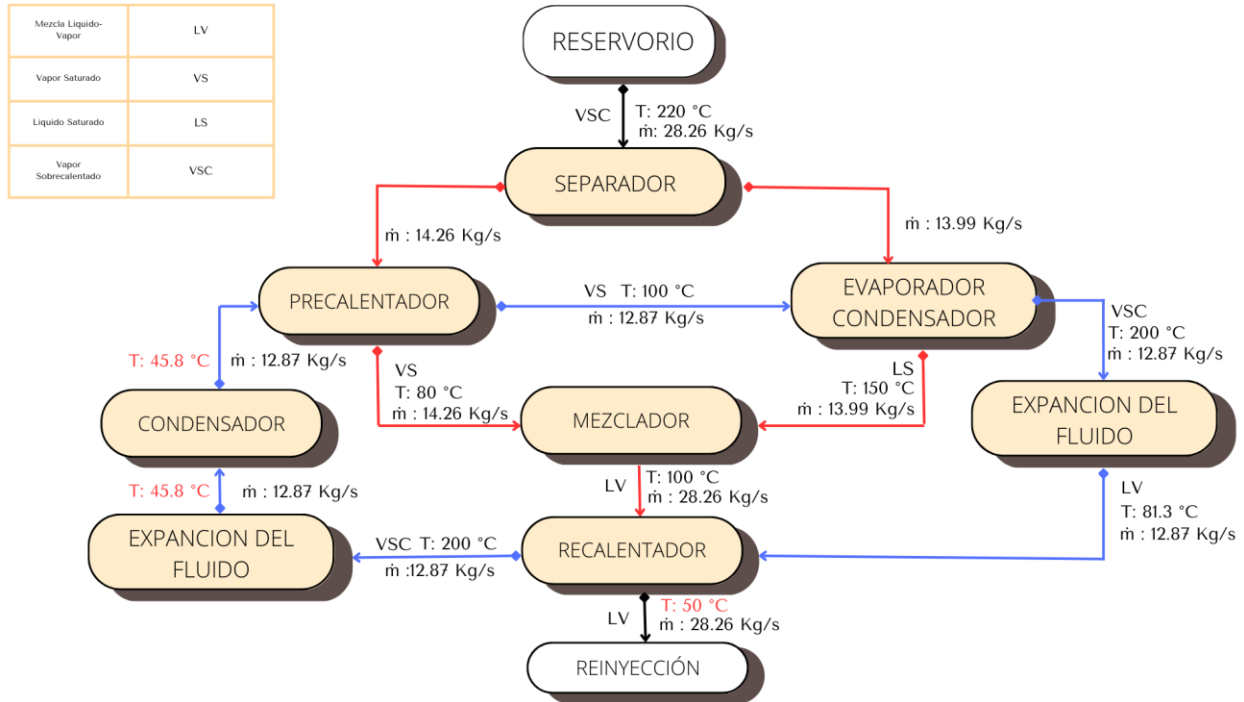 Mezcla Líquido-
Vapor
LV
Vapor Saturado
VS
Líquido Saturado
LS
Vapor
Sobrecalentado
VSC
RESERVORIO
VSC
T: 220 °C
ṁ: 28.26 Kg/s
SEPARADOR
ṁ : 14.26 Kg/s
ṁ : 13.99 Kg/s
PRECALENTADOR
VS T: 100 °C
ṁ : 12.87 Kg/s
EVAPORADOR
CONDENSADOR
VSC
T: 200 °C
ṁ : 12.87 Kg/s
T: 45.8 °C
ṁ : 12.87 Kg/s
VS
T: 80 °C
ṁ : 14.26 Kg/s
LS
T: 150 °C
ṁ : 13.99 Kg/s
CONDENSADOR
MEZCLADOR
EXPANCION DEL
FLUIDO
T: 45.8 °C
ṁ : 12.87 Kg/s
LV
T: 100 °C
ṁ : 28.26 Kg/s
LV
T: 81.3 °C
ṁ : 12.87 Kg/s
EXPANCION DEL
FLUIDO
VSC T: 200 °C
ṁ :12.87 Kg/s
RECALENTADOR
LV
T: 50 °C
ṁ : 28.26 Kg/s
REINYECCIÓN